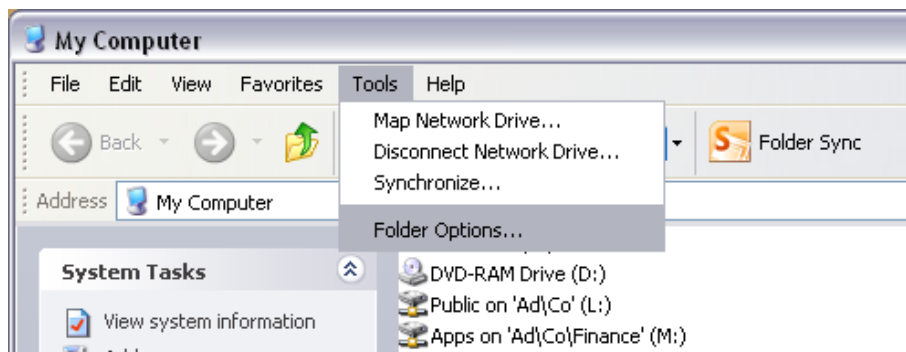 My Computer
File Edit View Favorites Tools Help
Back Folder Sync
Map Network Drive...
Disconnect Network Drive...
Synchronize...
Folder Options...
Address My Computer
System Tasks
View system information
DVD-RAM Drive (D:)
Public on 'Ad\Co' (L:)
Apps on 'Ad\Co\Finance' (M:)